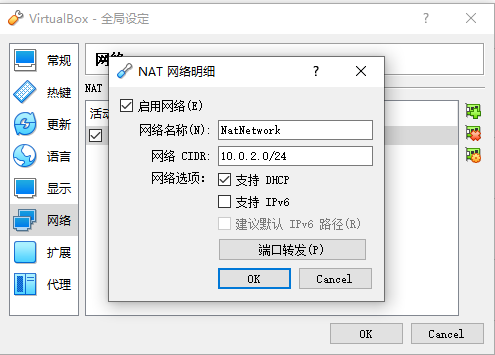 VirtualBox - 全局设定
常规
热键
更新
语言
显示
网络
扩展
代理
网络
NAT
活动
NAT 网络明细
启用网络(E)
网络名称(N): NatNetwork
网络 CIDR: 10.0.2.0/24
网络选项: 支持 DHCP
支持 IPv6
建议默认 IPv6 路径(R)
端口转发(P)
OK Cancel
OK Cancel